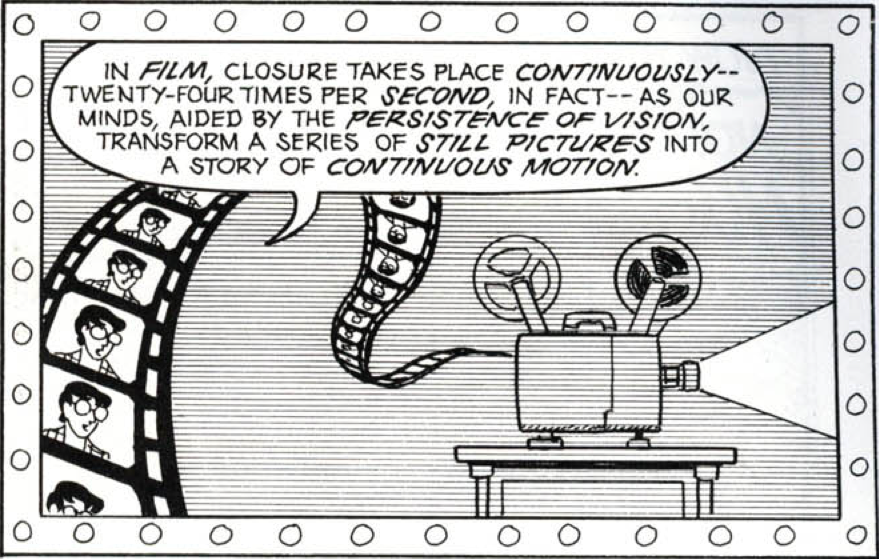 IN FILM, CLOSURE TAKES PLACE CONTINUOUSLY--
TWENTY-FOUR TIMES PER SECOND, IN FACT-- AS OUR
MINDS, AIDED BY THE PERSISTENCE OF VISION,
TRANSFORM A SERIES OF STILL PICTURES INTO
A STORY OF CONTINUOUS MOTION.